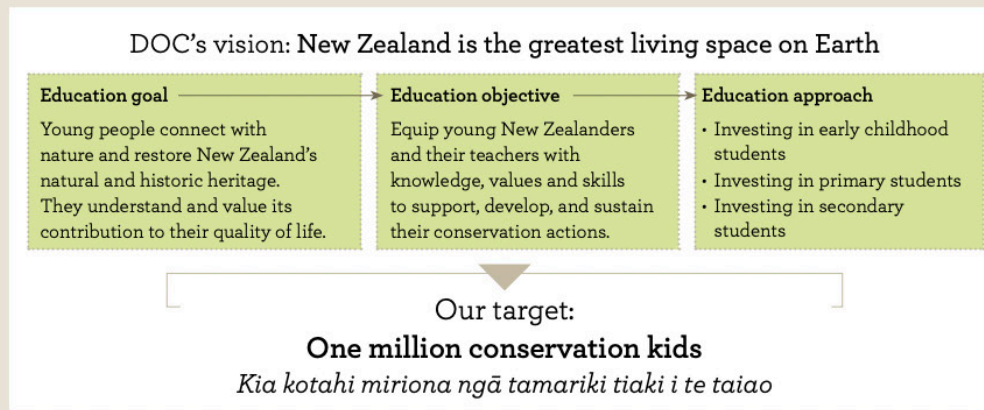 DOC’s vision: New Zealand is the greatest living space on Earth
Education goal
Young people connect with
nature and restore New Zealand’s
natural and historic heritage.
They understand and value its
contribution to their quality of life.
Education objective
Equip young New Zealanders
and their teachers with
knowledge, values and skills
to support, develop, and sustain
their conservation actions.
Education approach
• Investing in early childhood
students
• Investing in primary students
• Investing in secondary
students
Our target:
One million conservation kids
Kia kotahi miriona ngā tamariki tiaki i te taiao